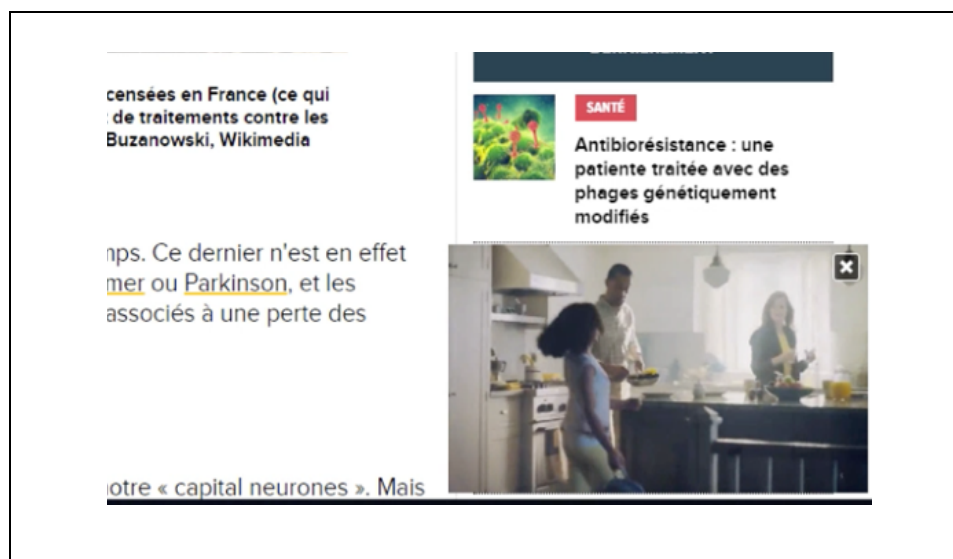 censées en France (ce qui
: de traitements contre les
Buzanowski, Wikimedia
mps. Ce dernier n'est en effet
mer ou Parkinson, et les
associés à une perte des
otre « capital neurones ». Mais
SANTÉ
Antibiorésistance : une
patiente traitée avec des
phages génétiquement
modifiés